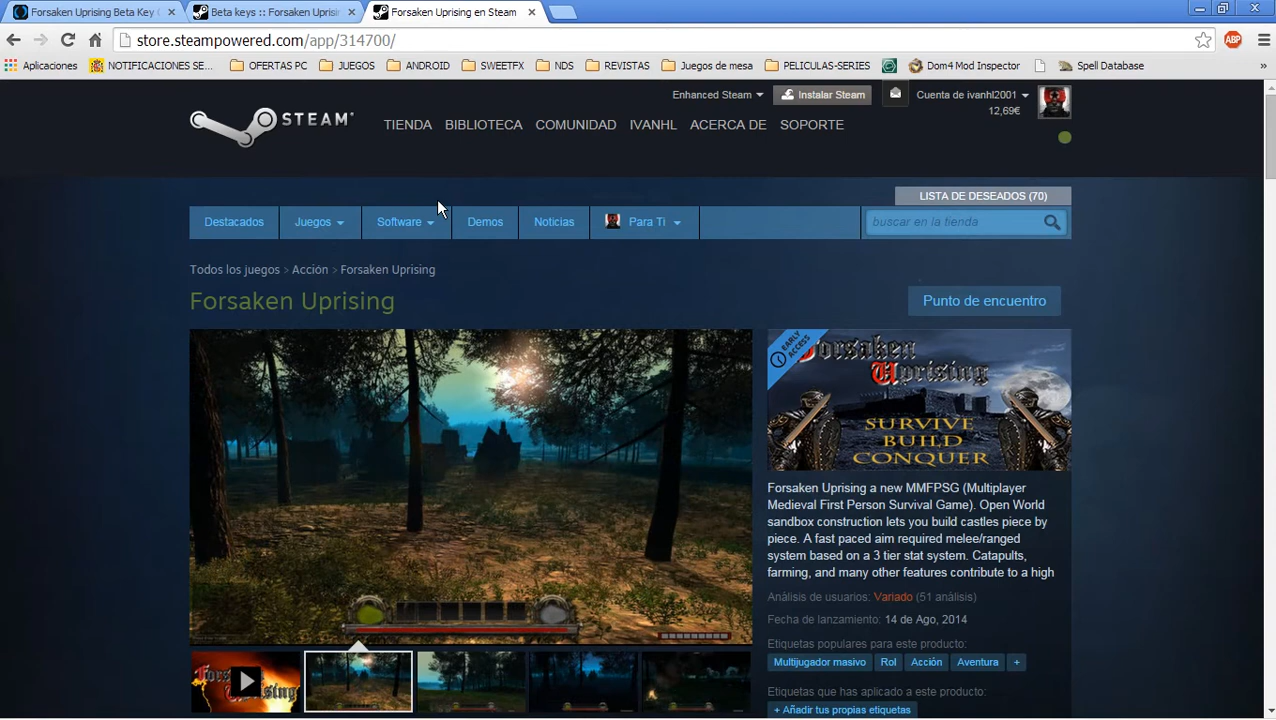 Forsaken Uprising Beta Key (
Beta keys :: Forsaken Uprisin
Forsaken Uprising en Steam
store.steampowered.com/app/314700/
ABP
Aplicaciones
NOTIFICACIONES SE...
OFERTAS PC
JUEGOS
ANDROID
SWEETFX
NDS
REVISTAS
Juegos de mesa
PELICULAS-SERIES
Dom4 Mod Inspector
Spell Database
»
Enhanced Steam
Instalar Steam
Cuenta de ivanhl2001
12,69€
STEAM
TIENDA BIBLIOTECA COMUNIDAD IVANHL ACERCA DE SOPORTE
LISTA DE DESEADOS (70)
Destacados Juegos Software Demos Noticias Para Ti
buscar en la tienda
Todos los juegos > Acción > Forsaken Uprising
Forsaken Uprising
Punto de encuentro
EARLY
ACCESS
Forsaken
Uprising
SURVIVE
BUILD
CONQUER
Forsaken Uprising a new MMFPSG (Multiplayer
Medieval First Person Survival Game). Open World
sandbox construction lets you build castles piece by
piece. A fast paced aim required melee/ranged
system based on a 3 tier stat system. Catapults,
farming, and many other features contribute to a high
Análisis de usuarios: Variado (51 análisis)
Fecha de lanzamiento: 14 de Ago, 2014
Etiquetas populares para este producto:
Multijugador masivo Rol Acción Aventura +
Etiquetas que has aplicado a este producto:
+ Añadir tus propias etiquetas